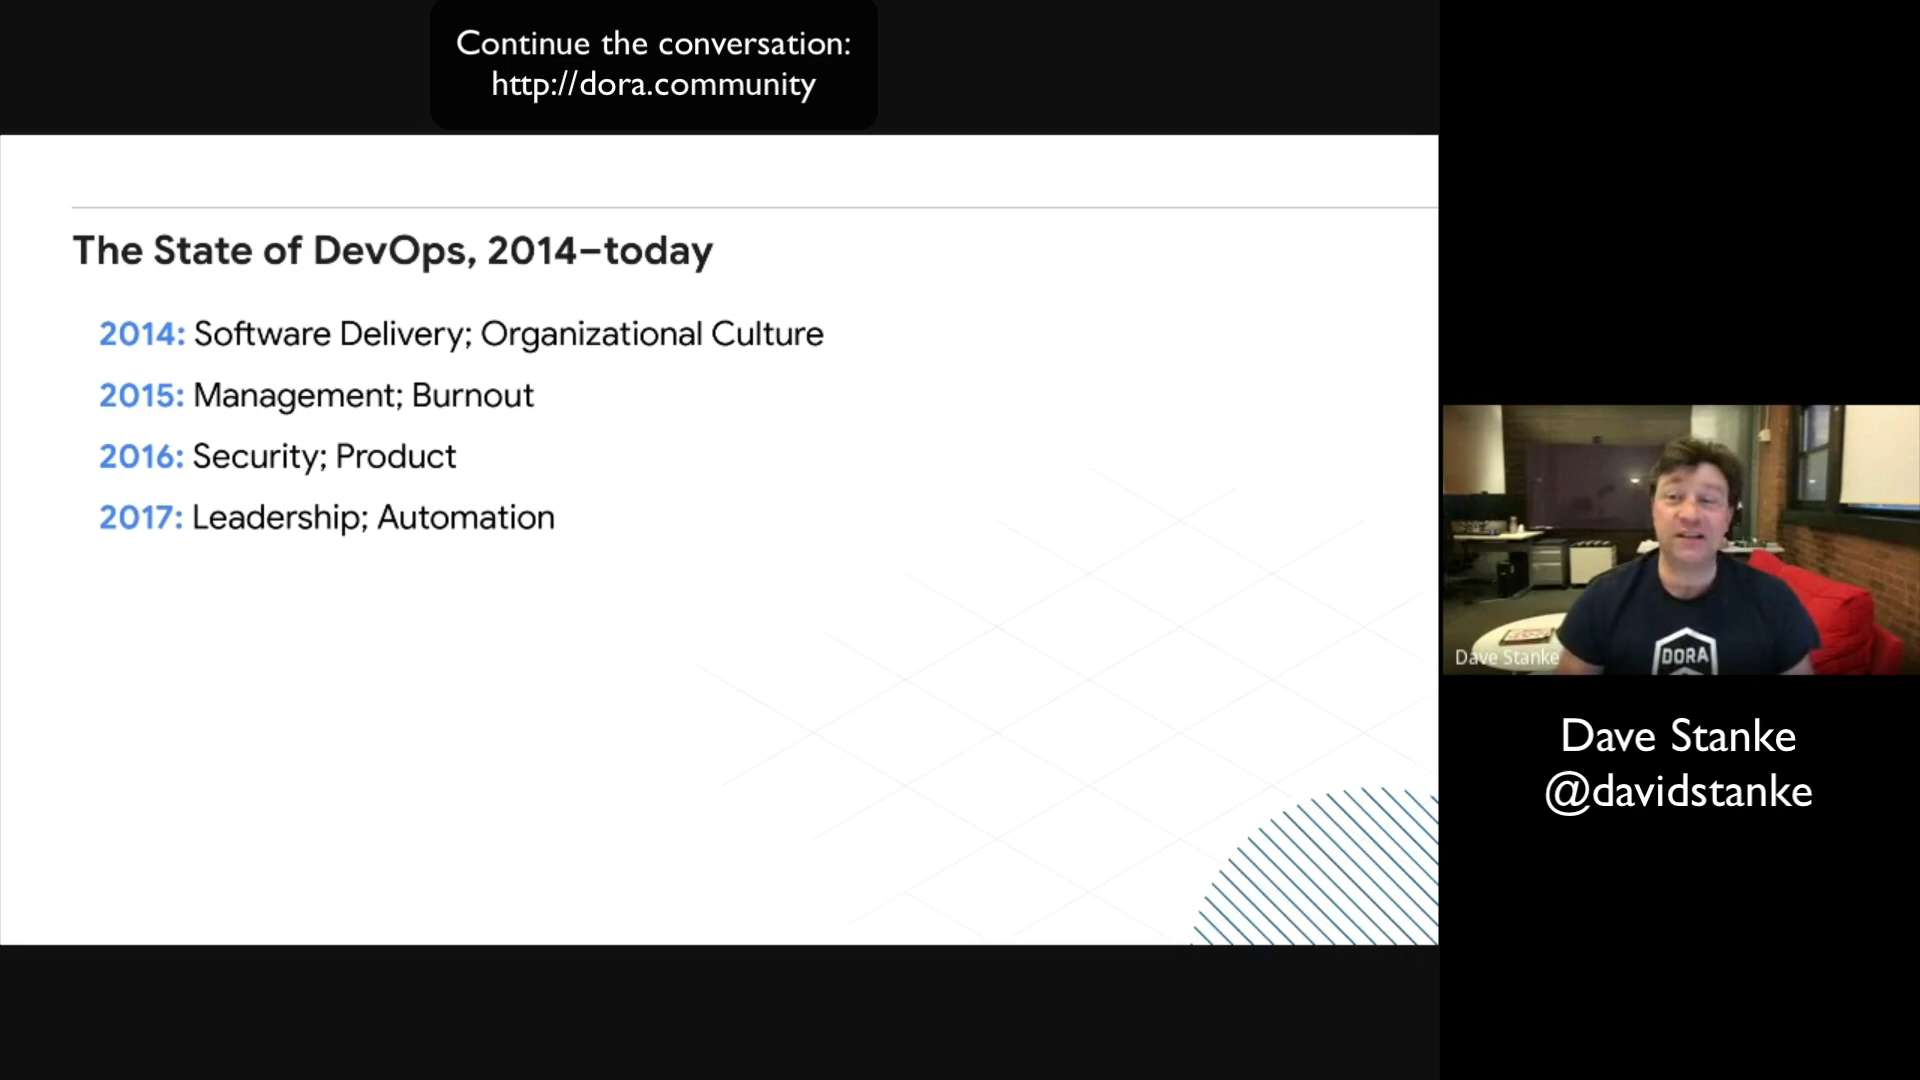 Continue the conversation:
http://dora.community
The State of DevOps, 2014–today
2014: Software Delivery; Organizational Culture
2015: Management; Burnout
2016: Security; Product
2017: Leadership; Automation
DORA
Dave Stanke
Dave Stanke
@davidstanke